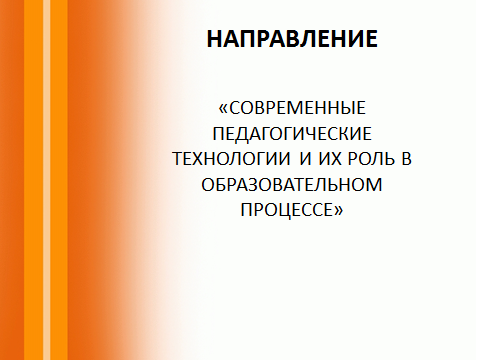 НАПРАВЛЕНИЕ
«СОВРЕМЕННЫЕ
ПЕДАГОГИЧЕСКИЕ
ТЕХНОЛОГИИ И ИХ РОЛЬ В
ОБРАЗОВАТЕЛЬНОМ
ПРОЦЕССЕ»